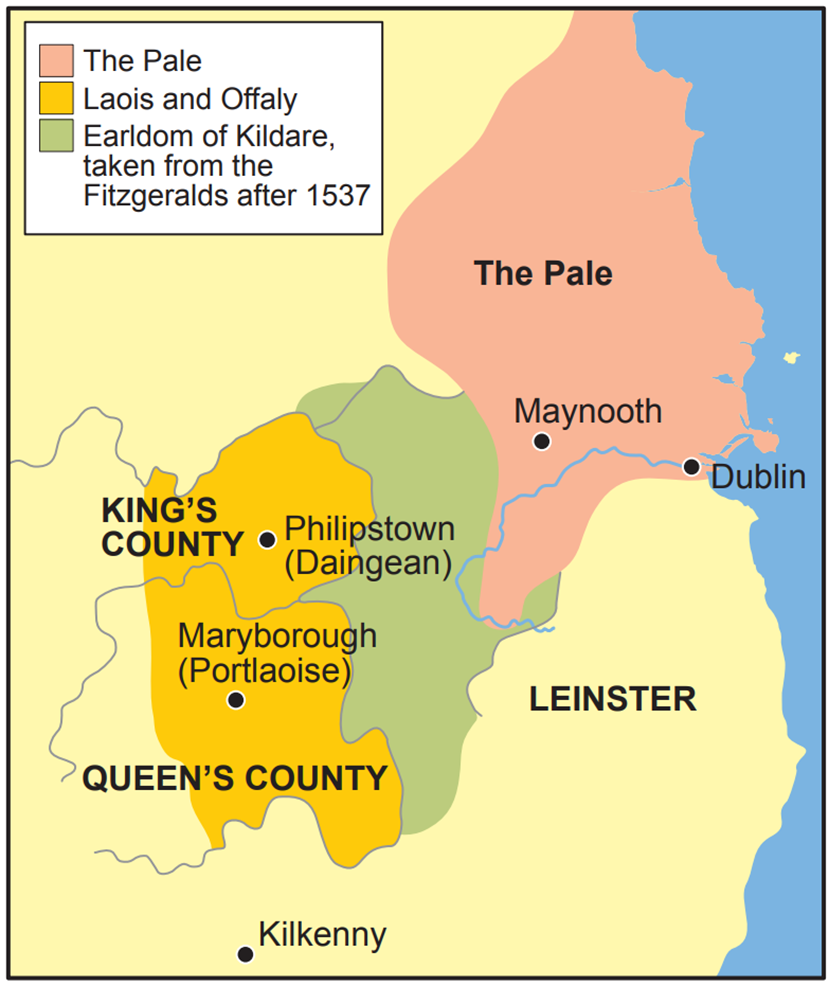 The Pale
Laois and Offaly
Earldom of Kildare,
taken from the
Fitzgeralds after 1537
The Pale
Maynooth
Dublin
KING'S
COUNTY
Philipstown
(Daingean)
Maryborough
(Portlaoise)
LEINSTER
QUEEN'S COUNTY
Kilkenny